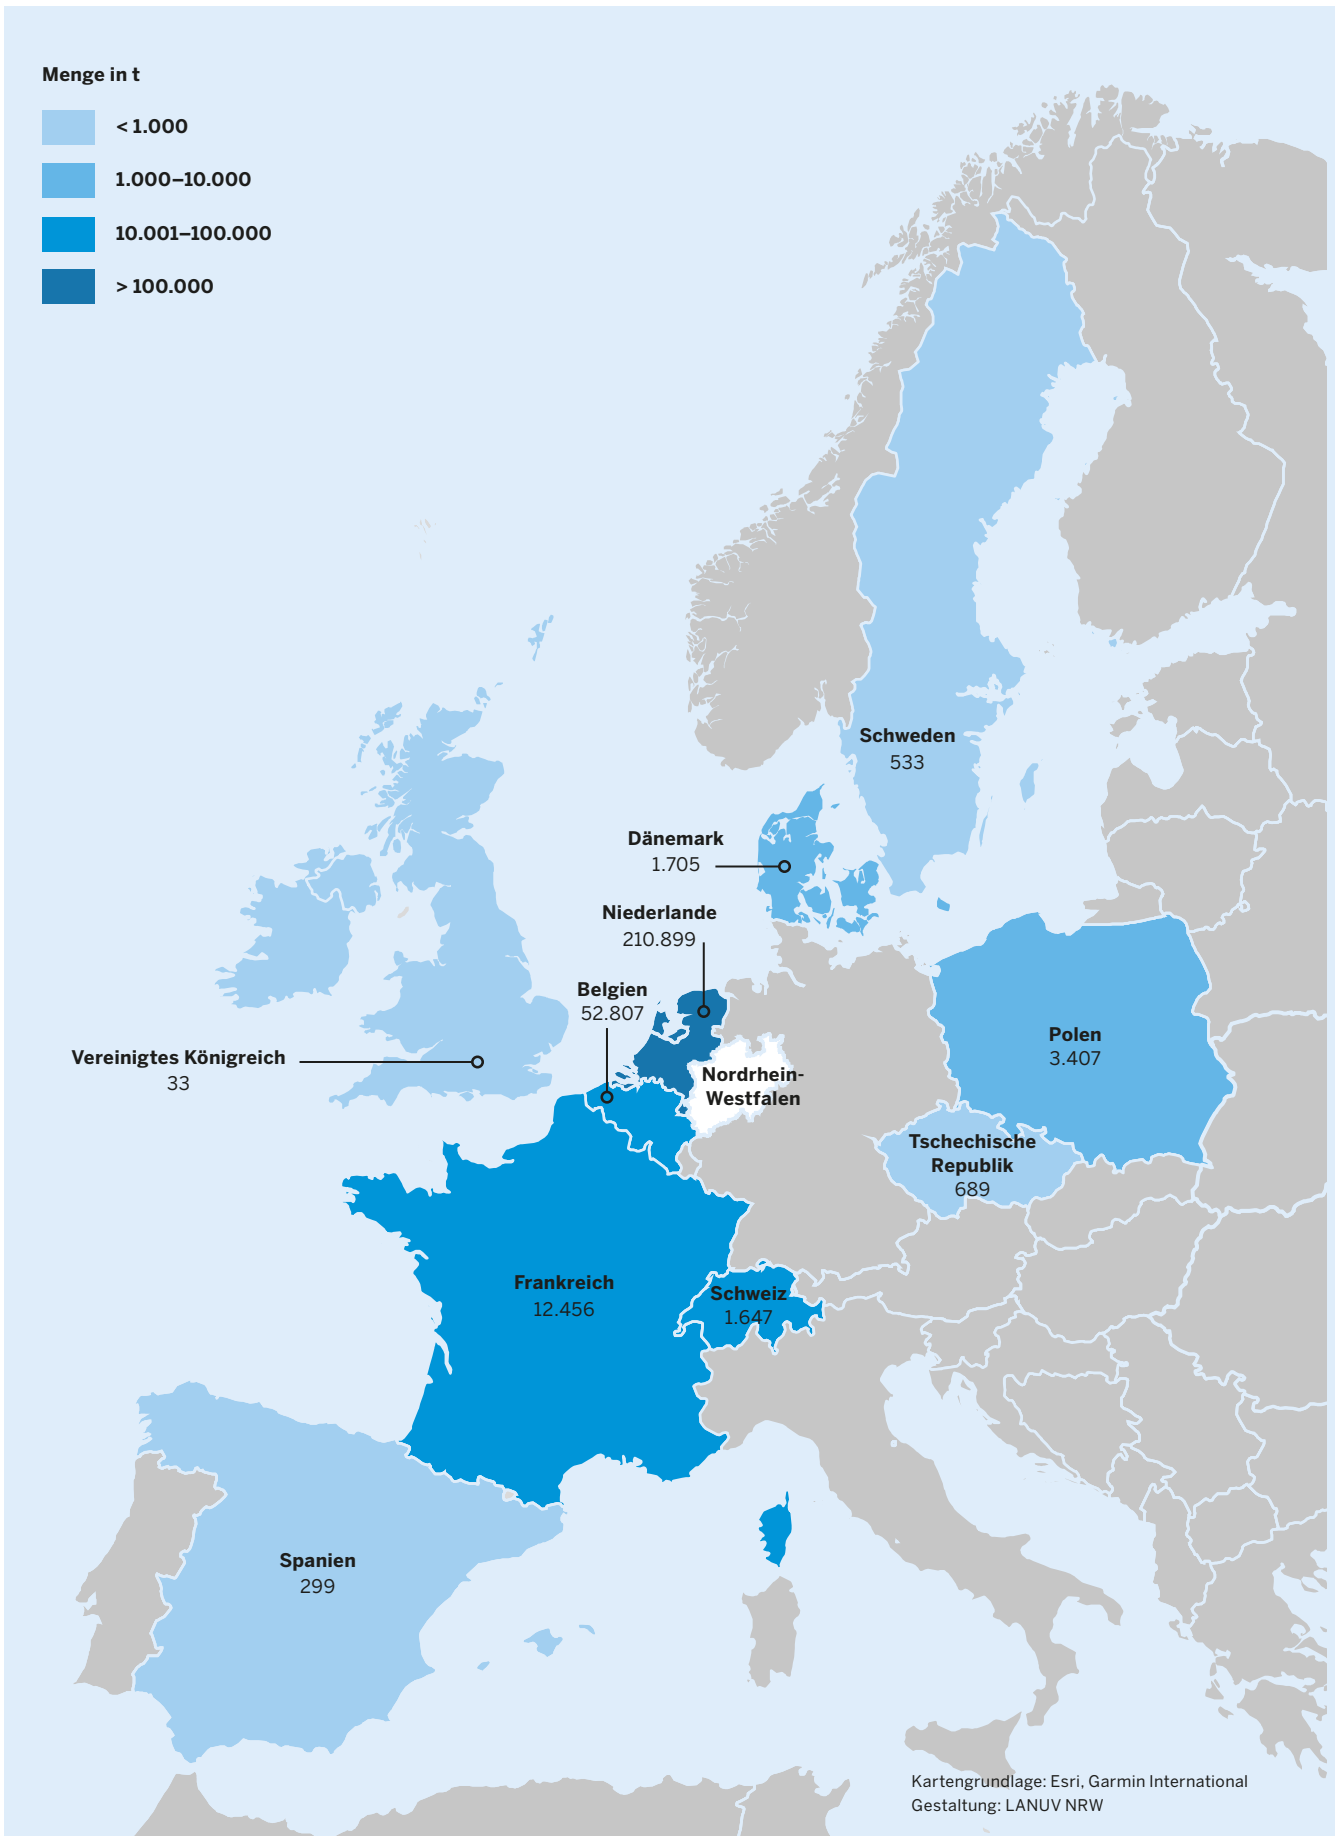 Menge in t
< 1.000
1.000–10.000
10.001–100.000
> 100.000
Schweden
533
Dänemark
1.705
Niederlande
210.899
Belgien
52.807
Vereinigtes Königreich
33
Nordrhein-
Westfalen
Polen
3.407
Tschechische
Republik
689
Frankreich
12.456
Schweiz
1.647
Spanien
299
Kartengrundlage: Esri, Garmin International
Gestaltung: LANUV NRW